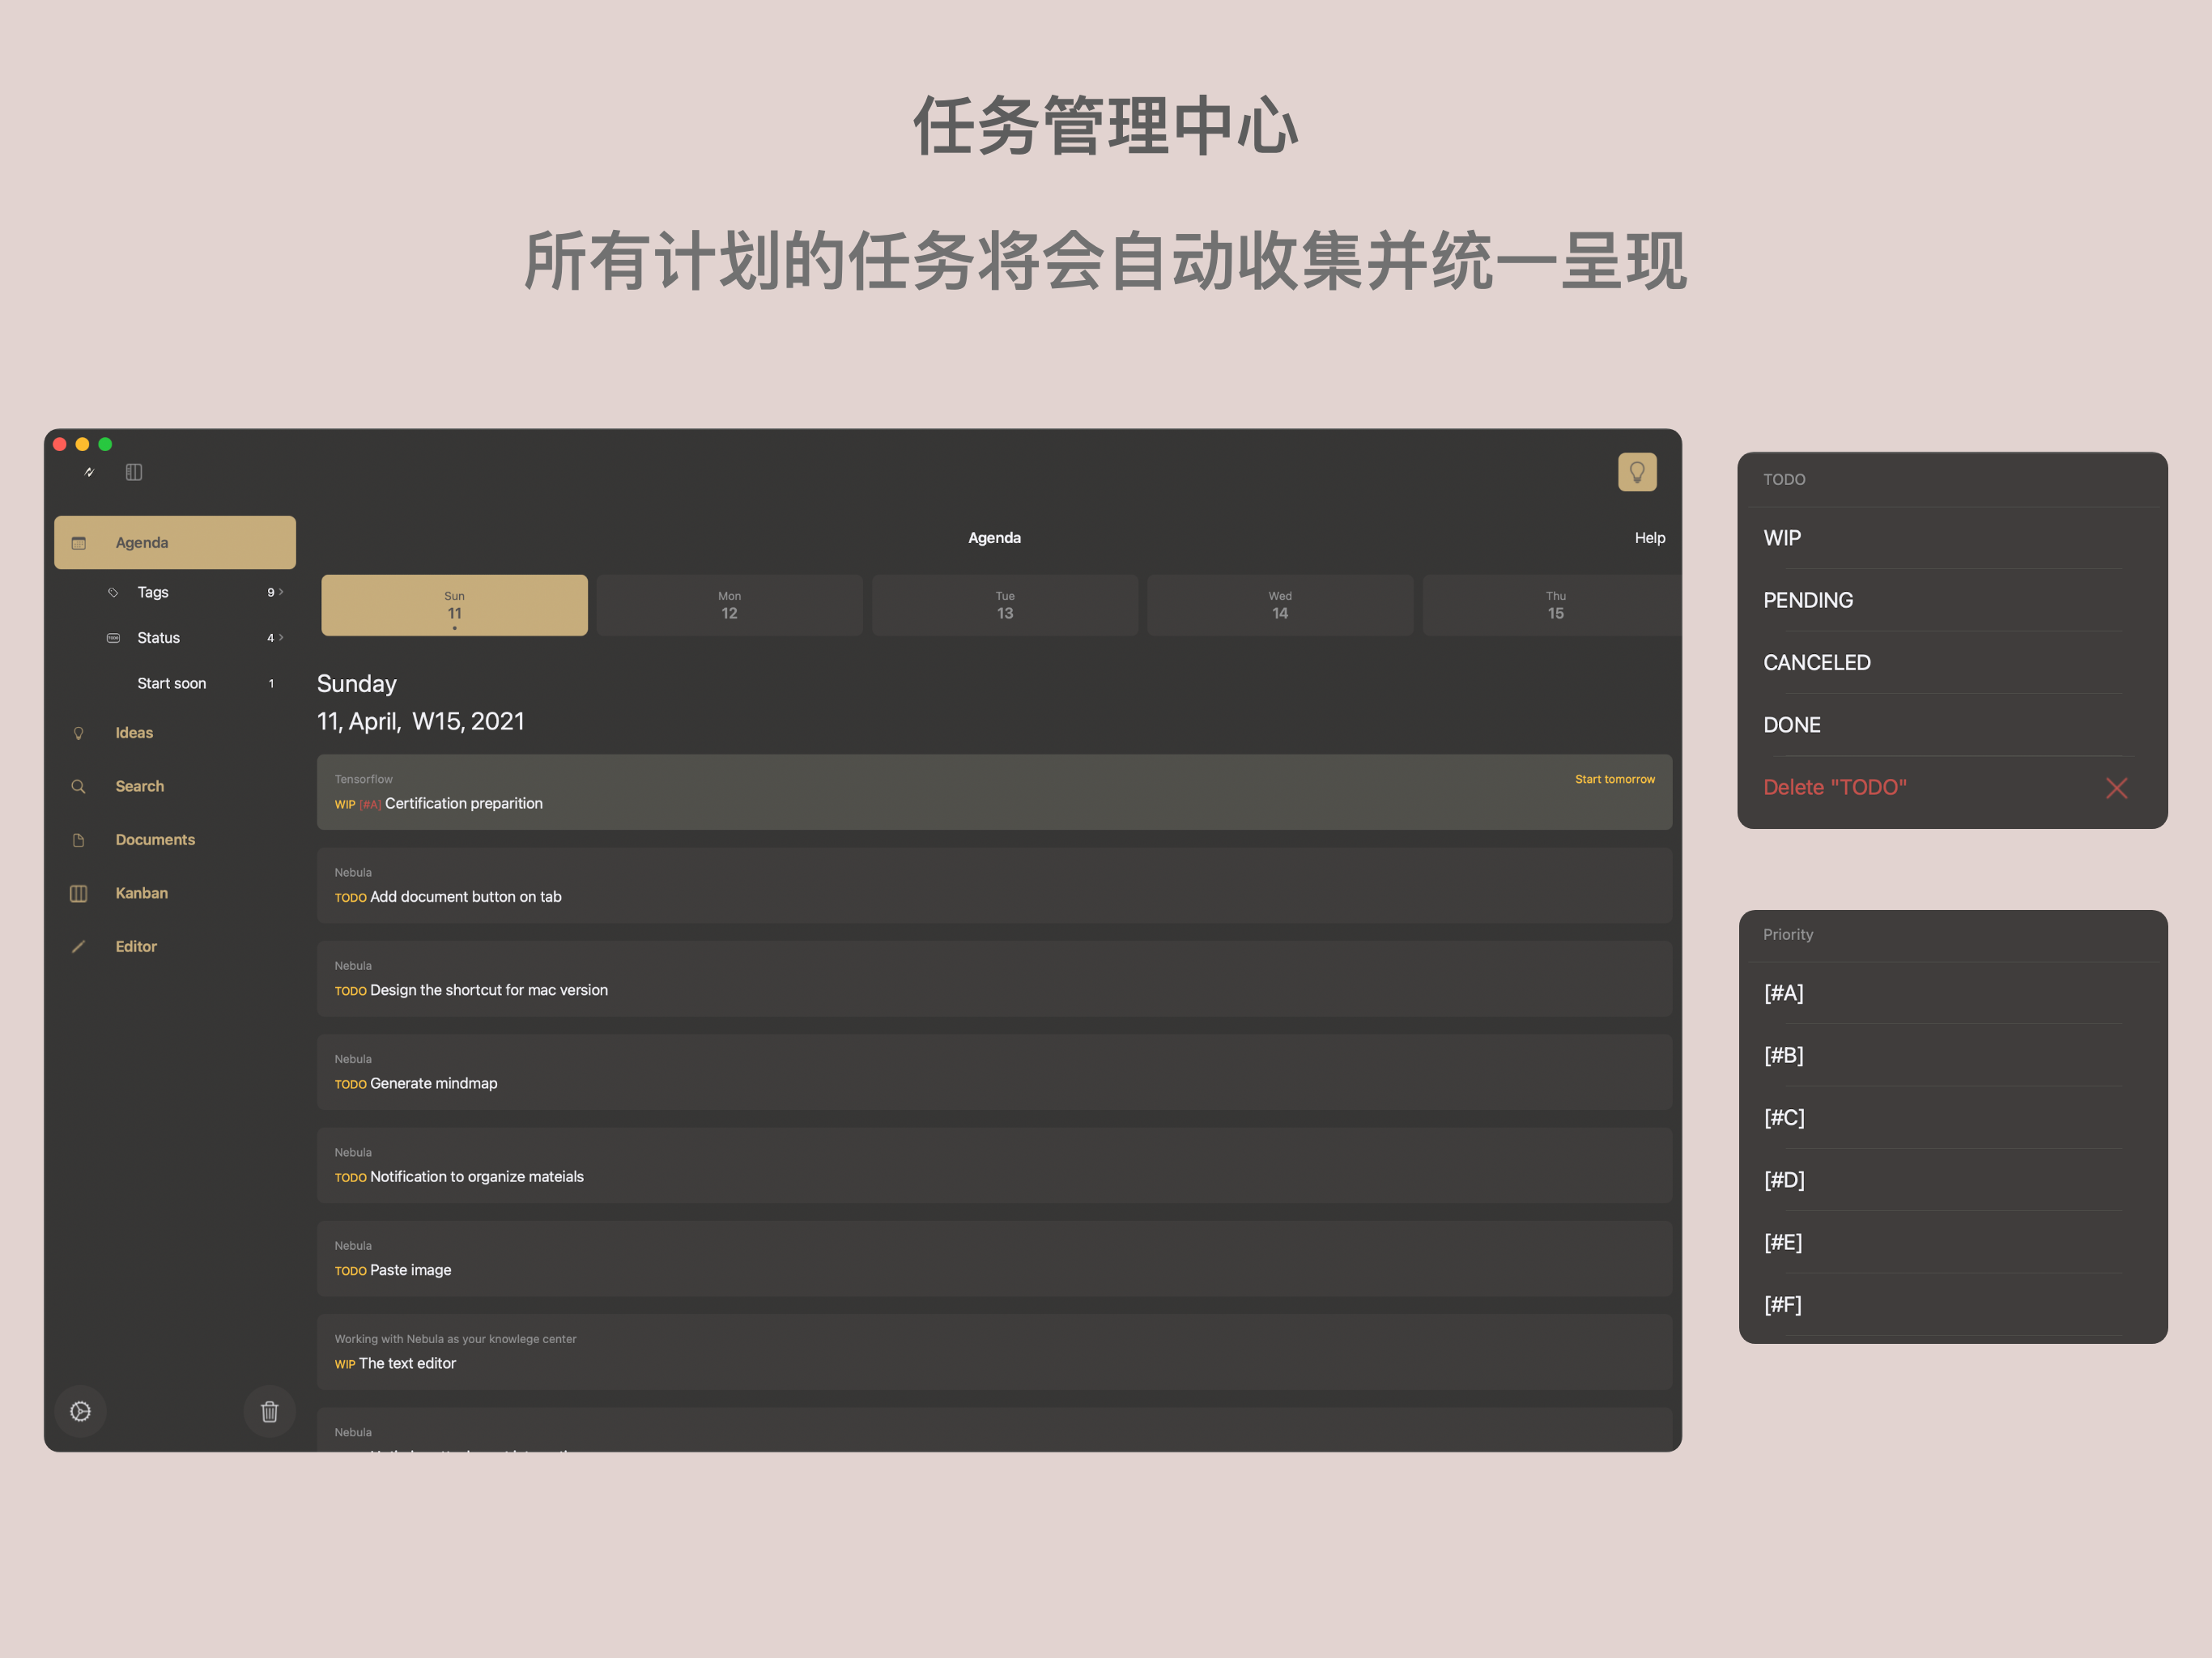 任务管理中心
所有计划的任务将会自动收集并统一呈现
Agenda
Tags 9
Status 4
Start soon 1
Ideas
Search
Documents
Kanban
Editor
Agenda
Help
Sun
11
Mon
12
Tue
13
Wed
14
Thu
15
Sunday
11, April, W15, 2021
Tensorflow
Start tomorrow
WIP [#A] Certification preparition
Nebula
TODO Add document button on tab
Nebula
TODO Design the shortcut for mac version
Nebula
TODO Generate mindmap
Nebula
TODO Notification to organize mateials
Nebula
TODO Paste image
Working with Nebula as your knowlege center
WIP The text editor
Nebula
TODO
WIP
PENDING
CANCELED
DONE
Delete "TODO"
Priority
[#A]
[#B]
[#C]
[#D]
[#E]
[#F]